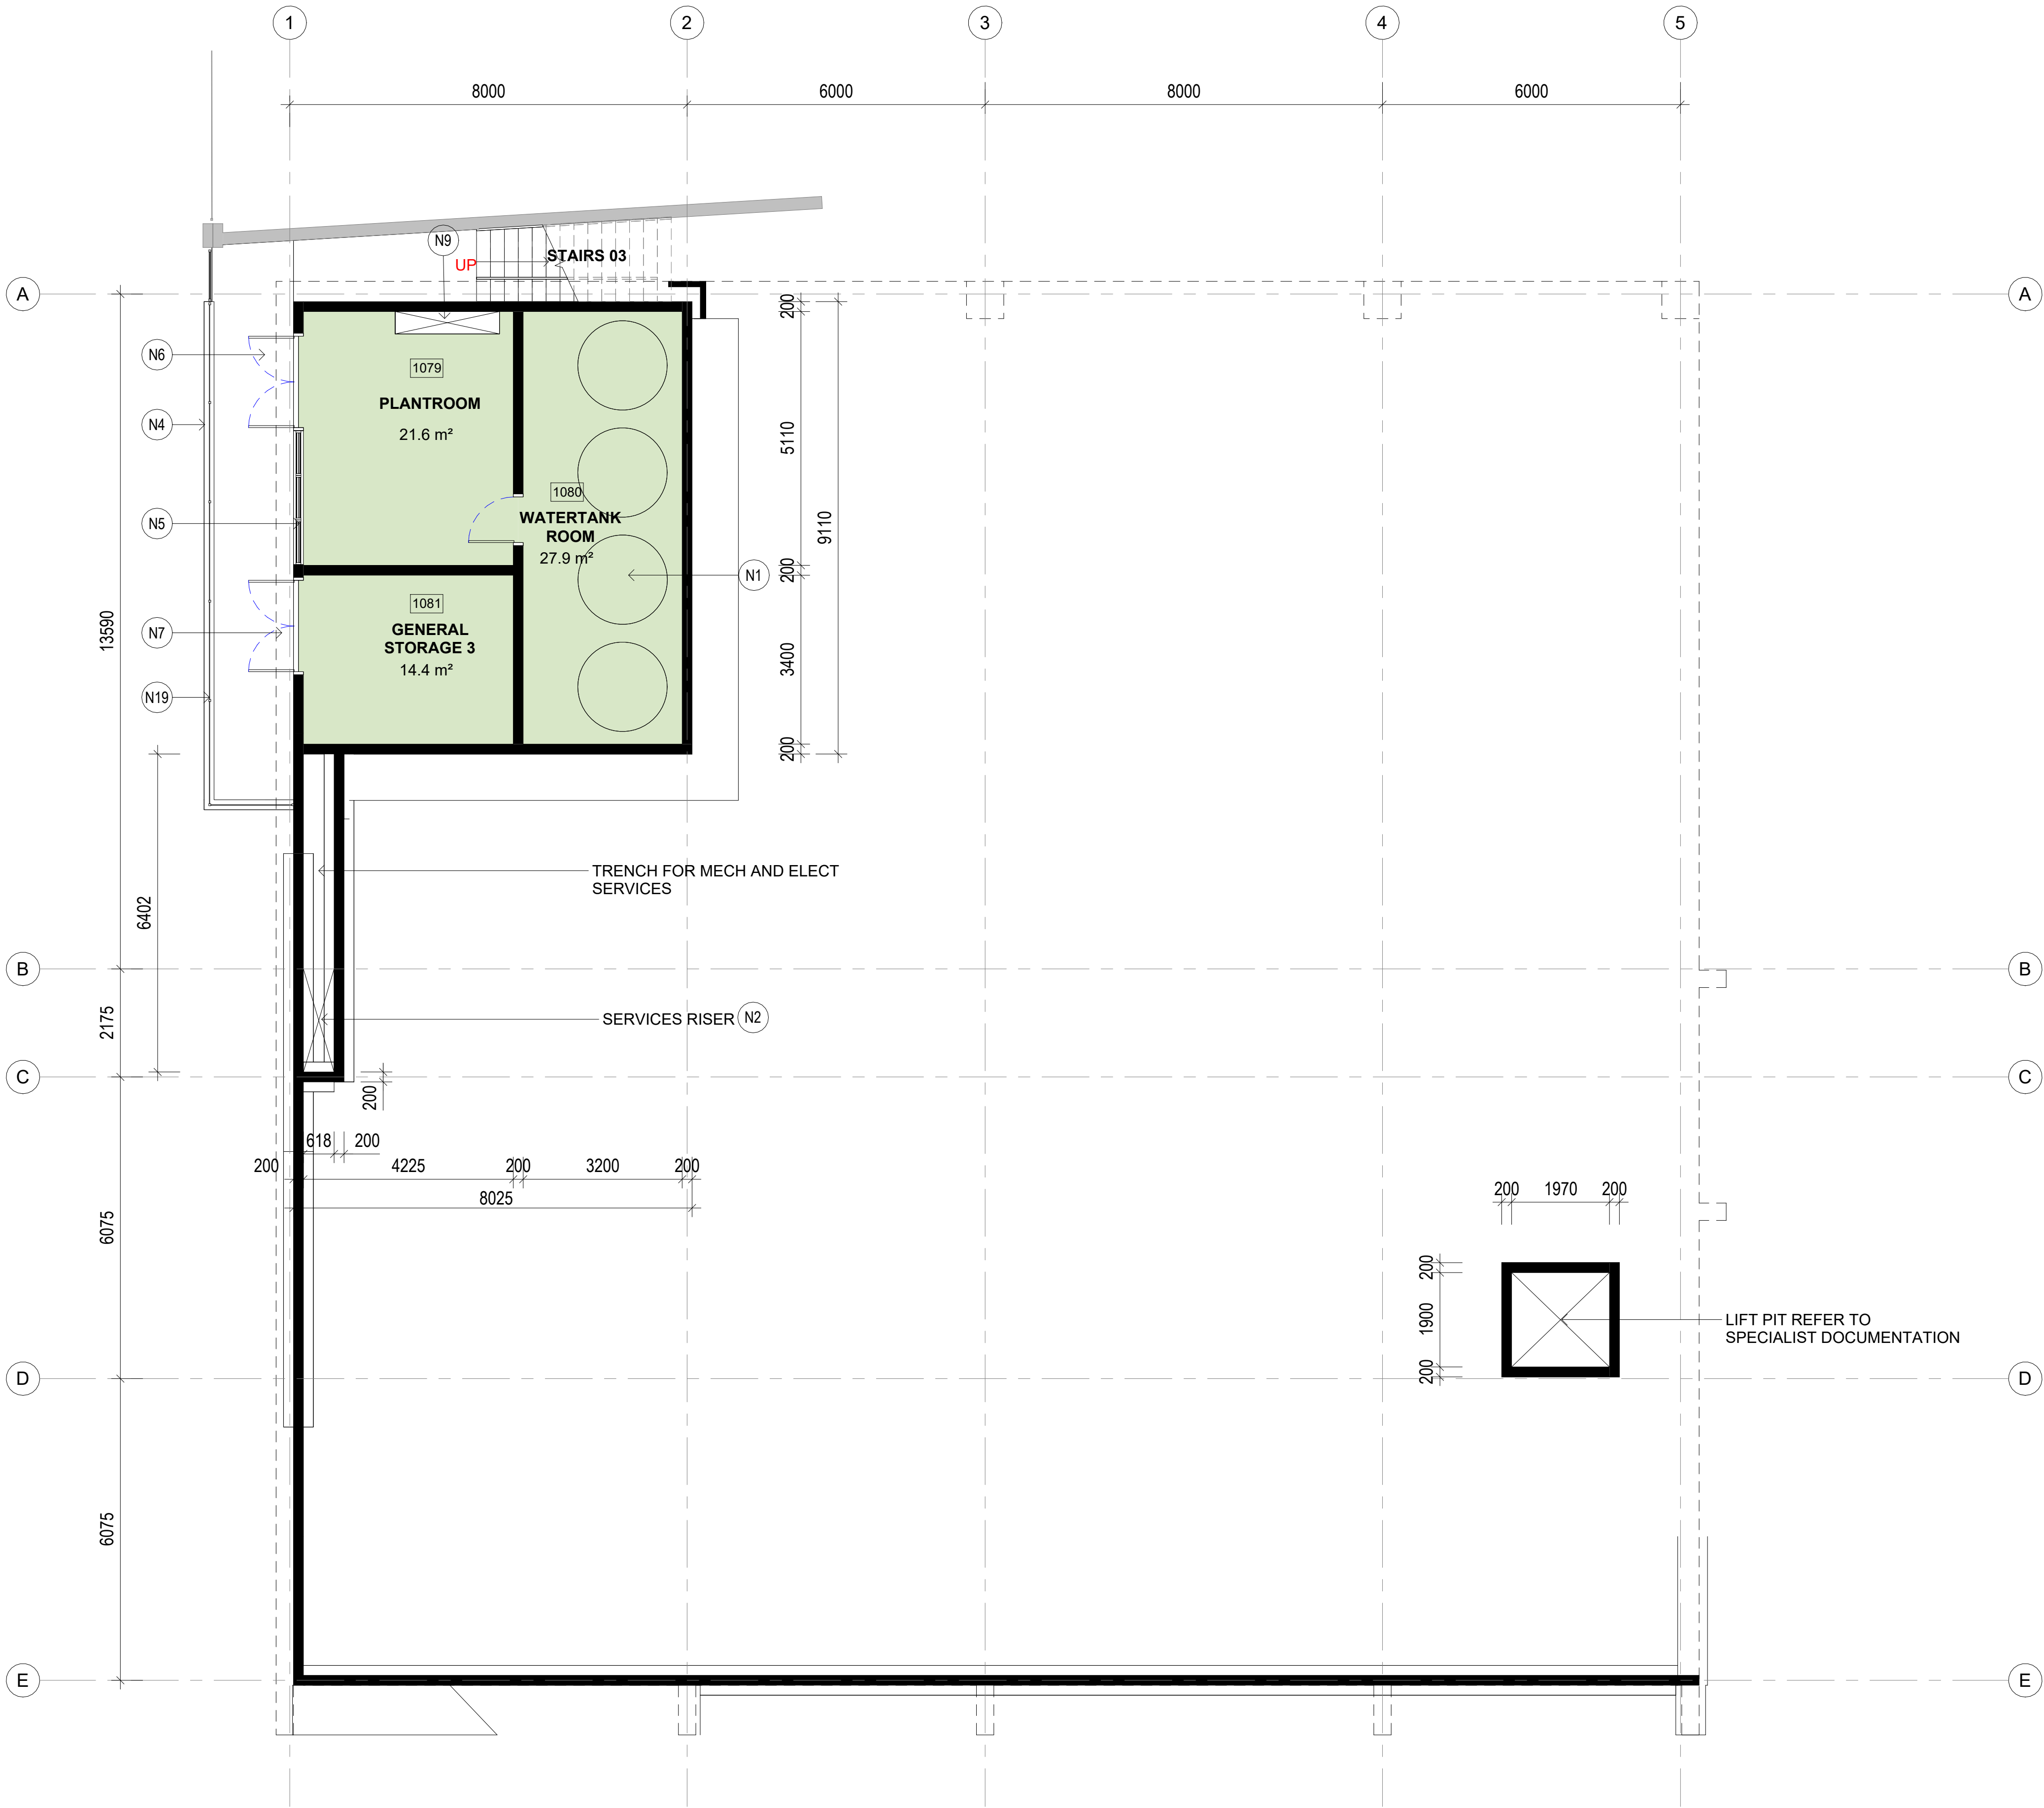 1
2
3
4
5
8000
6000
8000
6000
N9
UP
STAIRS 03
A
A
200
N6
1079
PLANTROOM
21.6 m²
N4
5110
1080
WATERTANK
ROOM
27.9 m²
N5
9110
200
N1
1081
GENERAL
STORAGE 3
14.4 m²
13590
N7
3400
N19
200
TRENCH FOR MECH AND ELECT
SERVICES
6402
B
B
2175
SERVICES RISER
N2
C
C
200
618
200
200
4225
200
3200
200
8025
6075
200
1970
200
200
1900
200
LIFT PIT REFER TO
SPECIALIST DOCUMENTATION
D
D
6075
E
E